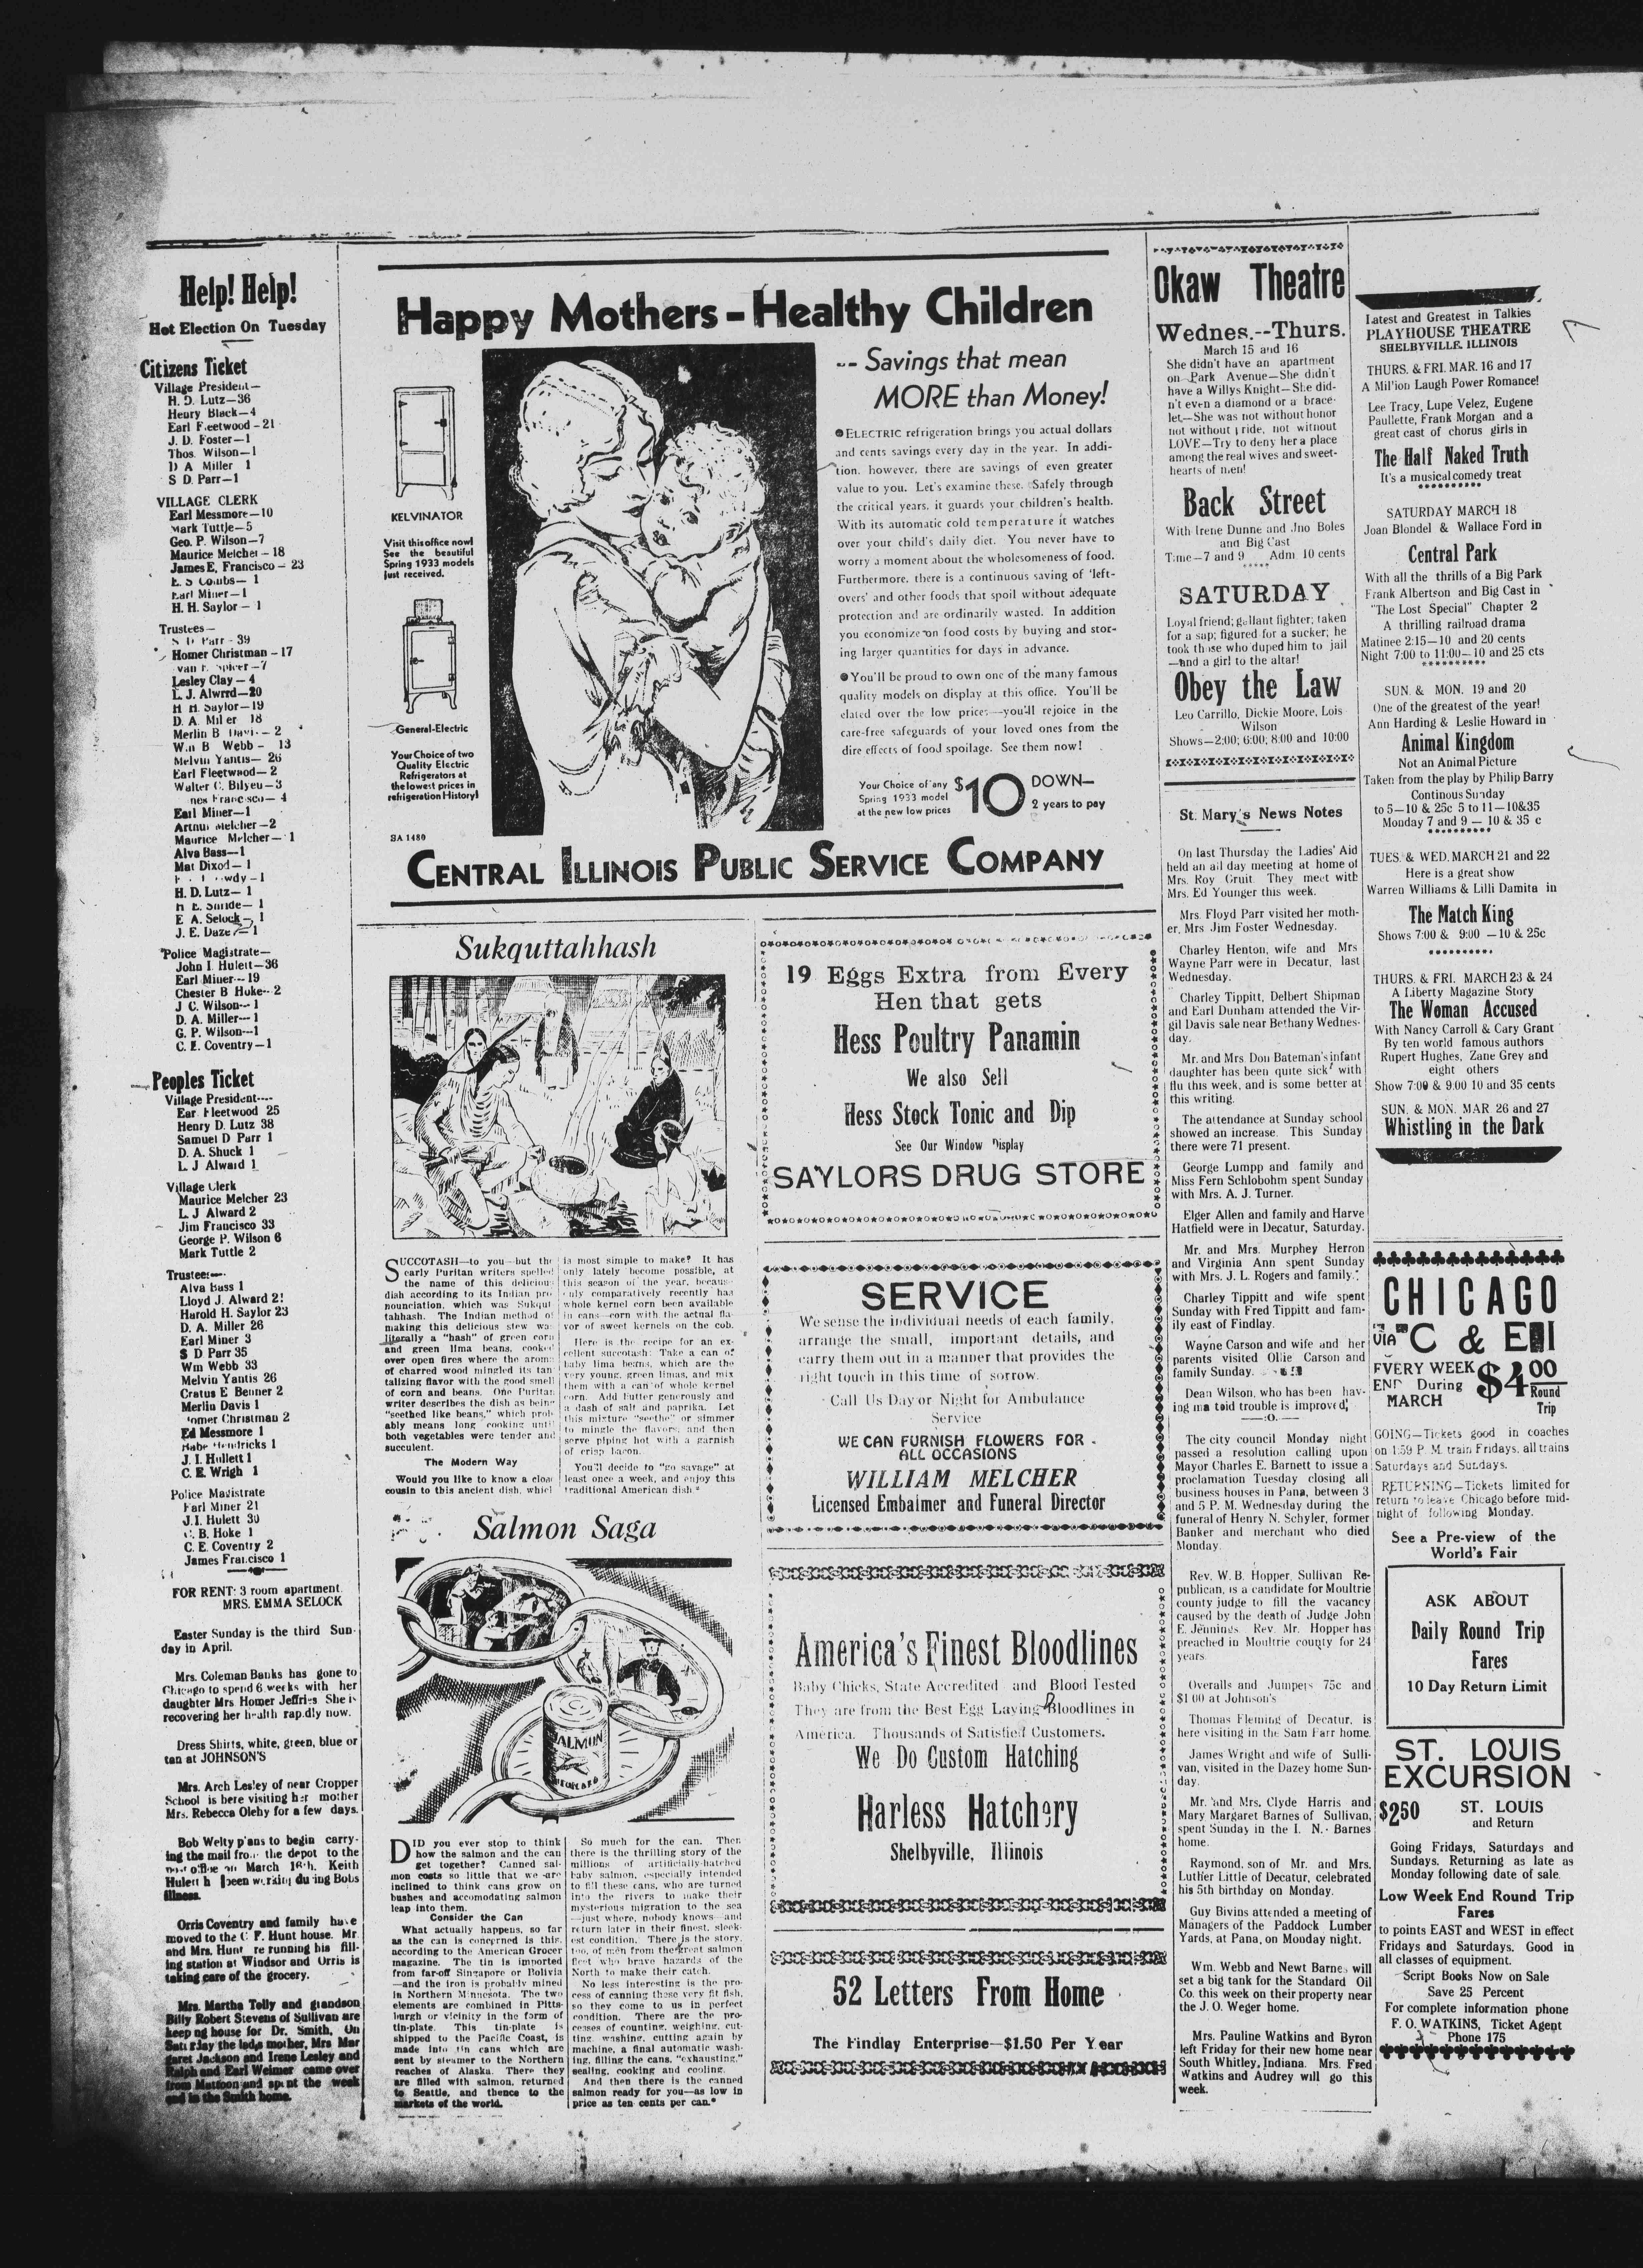 Help! Help!
Hot Election On Tuesday
Citizens Ticket
Village President—
H. D. Lutz—36
Henry Black—4
Earl Fleetwood—21
J. D. Foster—1
Thos. Wilson—1
D A Miller 1
S D. Parr—1
VILLAGE CLERK
Earl Messmore—10
Mark Tuttle—5
Geo. P. Wilson—7
Maurice Melcher—18
James E, Francisco—23
E. S Combs—1
Earl Miner—1
H. H. Saylor—1
Trustees—
S D Parr - 39
Homer Christman—17
Lesley Clay—4
L. J. Alwrrd—20
H H. Saylor—19
D. A. Mil er 18
Merlin B Davi- — 2
Wm B Webb - 13
Melvin Yantis— 26
Earl Fleetwood—2
Walter C. Bilyeu—3
nes Francisco— 4
Earl Miner—1
Arthur Melcher—2
Maurice Melcher— 1
Alva Bass—1
Mat Dixod— 1
H. D. Lutz— 1
E A. Selock— 1
J. E. Daze — 1
Police Magistrate—
John I. Hulett—36
Earl Miner—19
Chester B Hoke-- 2
J C. Wilson-- 1
D. A. Miller--- 1
G. P. Wilson---1
C. E. Coventry—1
Peoples Ticket
Village President----
Ear Fleetwood 25
Henry D. Lutz 38
Samuel D Parr 1
D. A. Shuck 1
L. J Alward 1
Village Clerk
Maurice Melcher 23
L. J Alward 2
Jim Francisco 33
George P. Wilson 6
Mark Tuttle 2
Trustees—
Alva Bass 1
Lloyd J. Alward 2!
Harold H. Saylor 23
D. A. Miller 26
Earl Miner 3
S D Parr 35
Wm Webb 33
Melvin Yantis 26
Cratus E Benner 2
Merlin Davis 1
Homer Christman 2
Ed Messmore 1
Babe Hendricks 1
J. I. Hullett 1
C. E. Wrigh 1
Police Magistrate
Earl Miner 21
J.I. Hulett 30
C. B. Hoke 1
C. E. Coventry 2
James Francisco 1
FOR RENT: 3 room apartment.
MRS. EMMA SELOCK
Easter Sunday is the third Sun-
day in April.
Mrs. Coleman Banks has gone to
Chicago to spend 6 weeks with her
daughter Mrs Homer Jeffries She is
recovering her health rapidly now.
Dress Shirts, white, green, blue or
tan at JOHNSON'S
Mrs. Arch Lesley of near Cropper
School is here visiting her mother
Mrs. Rebecca Olehy for a few days.
Bob Welty plans to begin carry-
ing the mail from the depot to the
post office on March 16th. Keith
Hulett h been working during Bobs
illness.
Orris Coventry and family have
moved to the C F. Hunt house. Mr
and Mrs. Hunt re running his fill-
ing station at Windsor and Orris is
taking care of the grocery.
Mrs. Martha Tolly and grandson
Billy Robert Stevens of Sullivan are
keeping house for Dr. Smith, On
Saturday the lads mother, Mrs Mar
garet Jackson and Irene Lesley and
Ralph and Earl Weimer came over
from Mattoon and spent the week
end in the Smith home.
Happy Mothers - Healthy Children
-- Savings that mean
MORE than Money!
KELVINATOR
Visit this office now!
See the beautiful
Spring 1933 models
just received.
General-Electric
Your Choice of two
Quality Electric
Refrigerators at
the lowest prices in
refrigeration History!
SA 1480
ELECTRIC refrigeration brings you actual dollars
and cents savings every day in the year. In addi-
tion, however, there are savings of even greater
value to you. Let's examine these. Safely through
the critical years, it guards your children's health.
With its automatic cold temperature it watches
over your child's daily diet. You never have to
worry a moment about the wholesomeness of food.
Furthermore, there is a continuous saving of 'left-
overs' and other foods that spoil without adequate
protection and are ordinarily wasted. In addition
you economize on food costs by buying and stor-
ing larger quantities for days in advance.
You'll be proud to own one of the many famous
quality models on display at this office. You'll be
elated over the low prices—you'll rejoice in the
care-free safeguards of your loved ones from the
dire effects of food spoilage. See them now!
Your Choice of any
Spring 1933 model
at the new low prices
$10 DOWN—
2 years to pay
CENTRAL ILLINOIS PUBLIC SERVICE COMPANY
Sukquttahhash
SUCCOTASH—to you—but the
early Puritan writers spelled
the name of this delicious
dish according to its Indian pro
nounciation, which was Sukqut
tahhash. The Indian method of
making this delicious stew was
literally a "hash" of green corn
and green lima beans, cooked
over open fires where the aroma
of charred wood mingled its tan
talizing flavor with the good smell
of corn and beans. One Puritan
writer describes the dish as being
"seethed like beans," which prob
ably means long cooking until
both vegetables were tender and
succulent.
The Modern Way
Would you like to know a close
cousin to this ancient dish, which
is most simple to make? It has
only lately become possible, at
this season of the year, because
only comparatively recently has
whole kernel corn been available
in cans—corn with the actual fla-
vor of sweet kernels on the cob.
Here is the recipe for an ex-
cellent succotash: Take a can of
baby lima beans, which are the
very young, green limas, and mix
them with a can of whole kernel
corn. Add butter generously and
a dash of salt and paprika. Let
this mixture "seethe" or simmer
to mingle the flavors, and then
serve piping hot with a garnish
of crisp bacon.
You'll decide to "go savage" at
least once a week, and enjoy this
traditional American dish.*
Salmon Saga
SALMON
DID you ever stop to think
how the salmon and the can
get together? Canned sal-
mon costs so little that we are
inclined to think cans grow on
bushes and accomodating salmon
leap into them.
Consider the Can
What actually happens, so far
as the can is concerned is this,
according to the American Grocer
magazine. The tin is imported
from far-off Singapore or Bolivia
—and the iron is probably mined
in Northern Minnesota. The two
elements are combined in Pitts-
burgh or vicinity in the form of
tin-plate. This tin-plate is
shipped to the Pacific Coast, is
made into tin cans which are
sent by steamer to the Northern
reaches of Alaska. There they
are filled with salmon, returned
to Seattle, and thence to the
markets of the world.
So much for the can. Then
there is the thrilling story of the
millions of artificially-hatched
baby salmon, especially intended
to fill these cans, who are turned
into the rivers to make their
mysterious migration to the sea
—just where, nobody knows—and
return later in their finest, sleek-
est condition. There is the story,
too, of men from the great salmon
fleet who brave hazards of the
North to make their catch.
No less interesting is the pro-
cess of canning these very fit fish,
so they come to us in perfect
condition. There are the pro-
cesses of counting, weighing, cut-
ting, washing, cutting again by
machine, a final automatic wash-
ing, filling the cans, "exhausting,"
sealing, cooking and cooling.
And then there is the canned
salmon ready for you—as low in
price as ten cents per can.*
19 Eggs Extra from Every
Hen that gets
Hess Poultry Panamin
We also Sell
Hess Stock Tonic and Dip
See Our Window Display
SAYLORS DRUG STORE
SERVICE
We sense the individual needs of each family,
arrange the small, important details, and
carry them out in a manner that provides the
right touch in this time of sorrow.
Call Us Day or Night for Ambulance
Service
WE CAN FURNISH FLOWERS FOR
ALL OCCASIONS
WILLIAM MELCHER
Licensed Embalmer and Funeral Director
America's Finest Bloodlines
Baby Chicks, State Accredited and Blood Tested
They are from the Best Egg Laying Bloodlines in
America. Thousands of Satisfied Customers.
We Do Custom Hatching
Harless Hatchery
Shelbyville, Illinois
52 Letters From Home
The Findlay Enterprise—$1.50 Per Year
Okaw Theatre
Wednes.--Thurs.
March 15 and 16
She didn't have an apartment
on Park Avenue—She didn't
have a Willys Knight—She did-
n't even a diamond or a brace-
let—She was not without honor
not without pride, not without
LOVE—Try to deny her a place
among the real wives and sweet-
hearts of men!
Back Street
With Irene Dunne and Jno Boles
and Big Cast
Time—7 and 9 Adm. 10 cents
SATURDAY
Loyal friend; gallant fighter; taken
for a sap; figured for a sucker; he
took those who duped him to jail
—and a girl to the altar!
Obey the Law
Leo Carrillo, Dickie Moore, Lois
Wilson
Shows—2:00; 6:00; 8:00 and 10:00
St. Mary's News Notes
On last Thursday the Ladies' Aid
held an all day meeting at home of
Mrs. Roy Cruit They meet with
Mrs. Ed Younger this week.
Mrs. Floyd Parr visited her moth-
er, Mrs Jim Foster Wednesday.
Charley Henton, wife and Mrs
Wayne Parr were in Decatur, last
Wednesday.
Charley Tippitt, Delbert Shipman
and Earl Dunham attended the Vir-
gil Davis sale near Bethany Wednes-
day.
Mr. and Mrs. Don Bateman's infant
daughter has been quite sick with
flu this week, and is some better at
this writing.
The attendance at Sunday school
showed an increase. This Sunday
there were 71 present.
George Lumpp and family and
Miss Fern Schlobohm spent Sunday
with Mrs. A. J. Turner.
Elger Allen and family and Harve
Hatfield were in Decatur, Saturday.
Mr. and Mrs. Murphey Herron
and Virginia Ann spent Sunday
with Mrs. J. L. Rogers and family.
Charley Tippitt and wife spent
Sunday with Fred Tippitt and fam-
ily east of Findlay.
Wayne Carson and wife and her
parents visited Ollie Carson and
family Sunday.
Dean Wilson, who has been hav-
ing mastoid trouble is improved,
—:O.—
The city council Monday night
passed a resolution calling upon
Mayor Charles E. Barnett to issue a
proclamation Tuesday closing all
business houses in Pana, between 3
and 5 P. M. Wednesday during the
funeral of Henry N. Schyler, former
Banker and merchant who died
Monday.
Rev. W. B. Hopper, Sullivan Re-
publican, is a candidate for Moultrie
county judge to fill the vacancy
caused by the death of Judge John
E. Jennings. Rev. Mr. Hopper has
preached in Moultrie county for 24
years.
Overalls and Jumpers 75c and
$1 00 at Johnson's
Thomas Fleming of Decatur, is
here visiting in the Sam Farr home.
James Wright and wife of Sulli-
van, visited in the Dazey home Sun-
day.
Mr. and Mrs. Clyde Harris and
Mary Margaret Barnes of Sullivan,
spent Sunday in the I. N. Barnes
home.
Raymond, son of Mr. and Mrs.
Luther Little of Decatur, celebrated
his 5th birthday on Monday.
Guy Bivins attended a meeting of
Managers of the Paddock Lumber
Yards, at Pana, on Monday night.
Wm. Webb and Newt Barnes will
set a big tank for the Standard Oil
Co. this week on their property near
the J. O. Weger home.
Mrs. Pauline Watkins and Byron
left Friday for their new home near
South Whitley, Indiana. Mrs. Fred
Watkins and Audrey will go this
week.
Latest and Greatest in Talkies
PLAYHOUSE THEATRE
SHELBYVILLE, ILLINOIS
THURS. & FRI. MAR. 16 and 17
A Million Laugh Power Romance!
Lee Tracy, Lupe Velez, Eugene
Paullette, Frank Morgan and a
great cast of chorus girls in
The Half Naked Truth
It's a musical comedy treat
SATURDAY MARCH 18
Joan Blondel & Wallace Ford in
Central Park
With all the thrills of a Big Park
Frank Albertson and Big Cast in
"The Lost Special" Chapter 2
A thrilling railroad drama
Matinee 2:15—10 and 20 cents
Night 7:00 to 11:00—10 and 25 cts
SUN. & MON. 19 and 20
One of the greatest of the year!
Ann Harding & Leslie Howard in
Animal Kingdom
Not an Animal Picture
Taken from the play by Philip Barry
Continous Sunday
to 5—10 & 25c 5 to 11—10&35
Monday 7 and 9 — 10 & 35 c
TUES. & WED. MARCH 21 and 22
Here is a great show
Warren Williams & Lilli Damita in
The Match King
Shows 7:00 & 9:00 —10 & 25c
THURS. & FRI. MARCH 23 & 24
A Liberty Magazine Story
The Woman Accused
With Nancy Carroll & Cary Grant
By ten world famous authors
Rupert Hughes, Zane Grey and
eight others
Show 7:00 & 9:00 10 and 35 cents
SUN. & MON. MAR 26 and 27
Whistling in the Dark
CHICAGO
VIA C & EI
EVERY WEEK
END During
MARCH
$4.00
Round
Trip
GOING—Tickets good in coaches
on 1:59 P. M. train Fridays, all trains
Saturdays and Sundays.
RETURNING—Tickets limited for
return to leave Chicago before mid-
night of following Monday.
See a Pre-view of the
World's Fair
ASK ABOUT
Daily Round Trip
Fares
10 Day Return Limit
ST. LOUIS
EXCURSION
$250 ST. LOUIS
and Return
Going Fridays, Saturdays and
Sundays. Returning as late as
Monday following date of sale.
Low Week End Round Trip
Fares
to points EAST and WEST in effect
Fridays and Saturdays. Good in
all classes of equipment.
Script Books Now on Sale
Save 25 Percent
For complete information phone
F. O. WATKINS, Ticket Agent
Phone 175